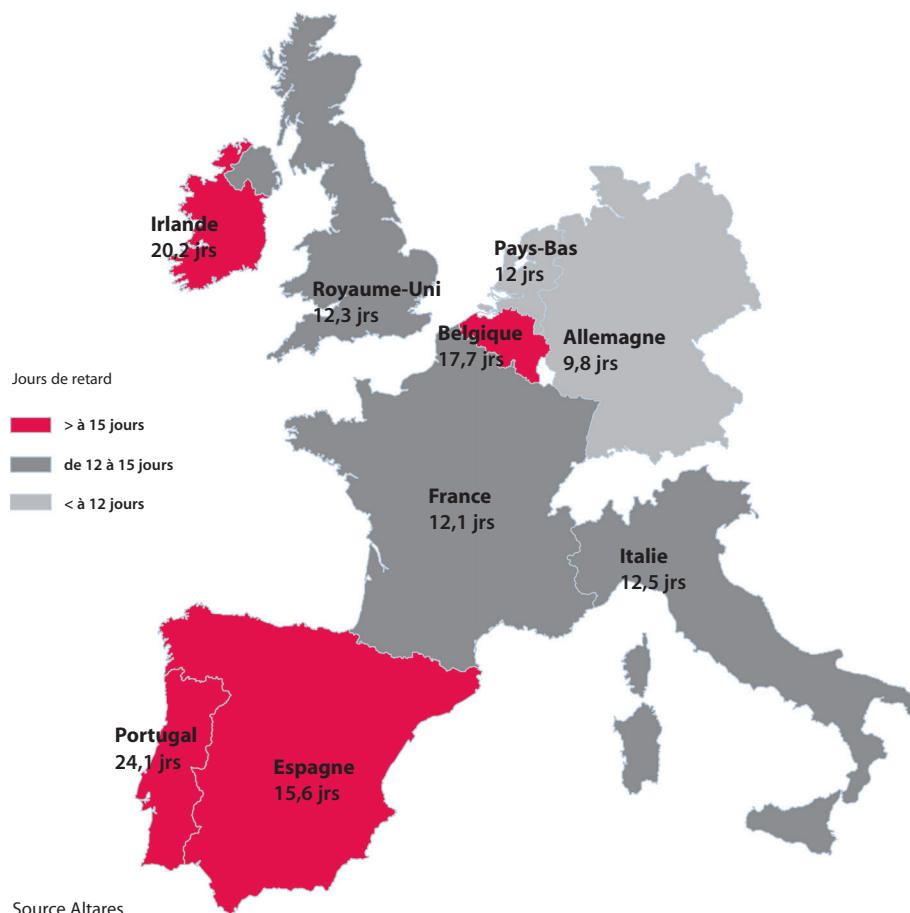 Irlande
20,2 jrs
Royaume-Uni
12,3 jrs
Pays-Bas
12 jrs
Belgique
17,7 jrs
Allemagne
9,8 jrs
Jours de retard
> à 15 jours
de 12 à 15 jours
< à 12 jours
France
12,1 jrs
Italie
12,5 jrs
Portugal
24,1 jrs
Espagne
15,6 jrs
Source Altares